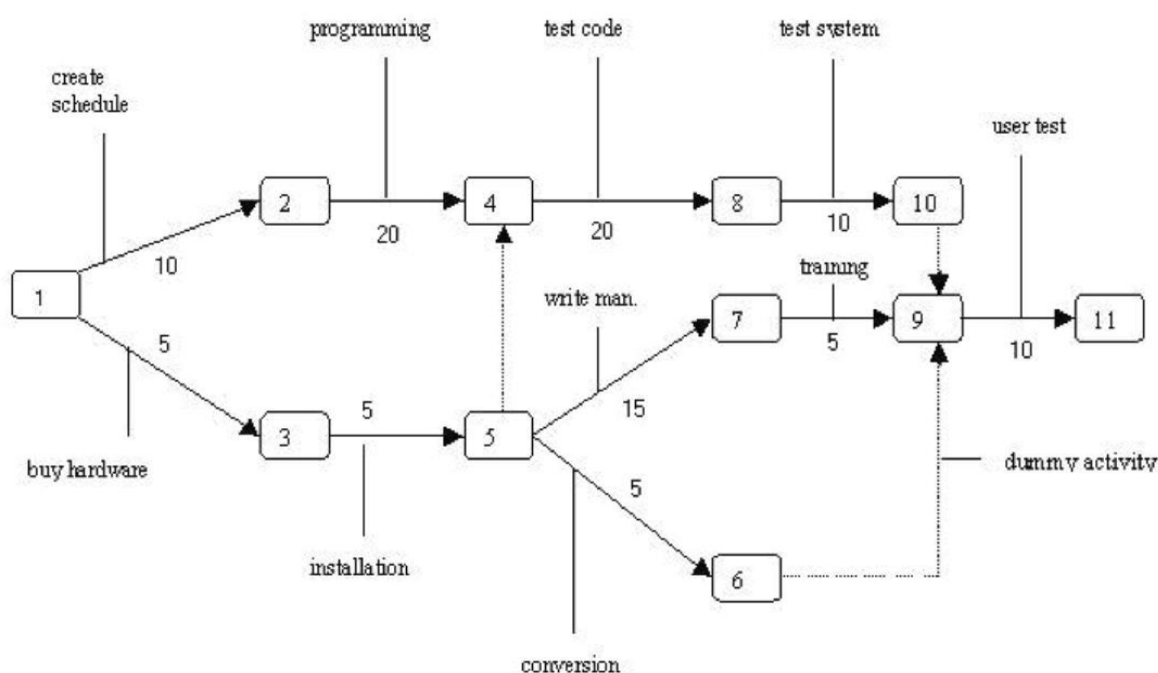 programming
test code
test system
create
schedule
user test
2
4
8
10
20
20
10
10
training
1
write man.
7
9
11
5
5
10
5
15
3
5
buy hardware
dummy activity
5
installation
6
conversion